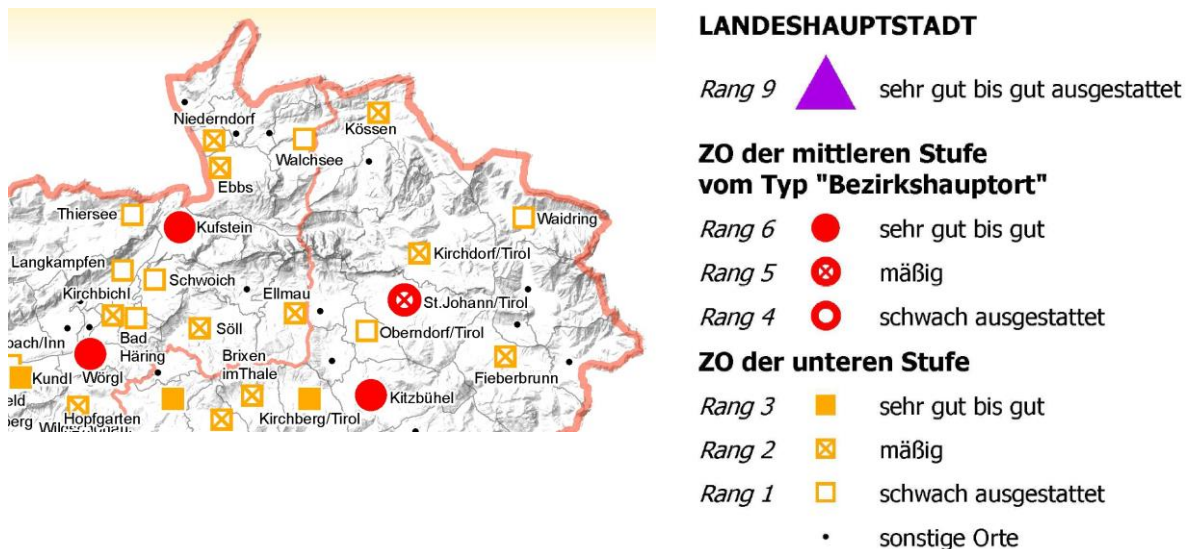 Niederndorf
Kössen
Walchsee
Ebbs
Thiersee
Waidring
Kufstein
Kirchdorf/Tirol
Langkampfen
Schwoich
Kirchbichl
Ellmau
St.Johann/Tirol
Söll
Oberndorf/Tirol
Bad
Häring
bach/Inn
Brixen
imThale
Kundl
Wörgl
Fieberbrunn
Kitzbühel
Hopfgarten
Kirchberg/Tirol
eld
berg
LANDESHAUPTSTADT
Rang 9 sehr gut bis gut ausgestattet
ZO der mittleren Stufe
vom Typ "Bezirkshauptort"
Rang 6 sehr gut bis gut
Rang 5 mäßig
Rang 4 schwach ausgestattet
ZO der unteren Stufe
Rang 3 sehr gut bis gut
Rang 2 mäßig
Rang 1 schwach ausgestattet
sonstige Orte